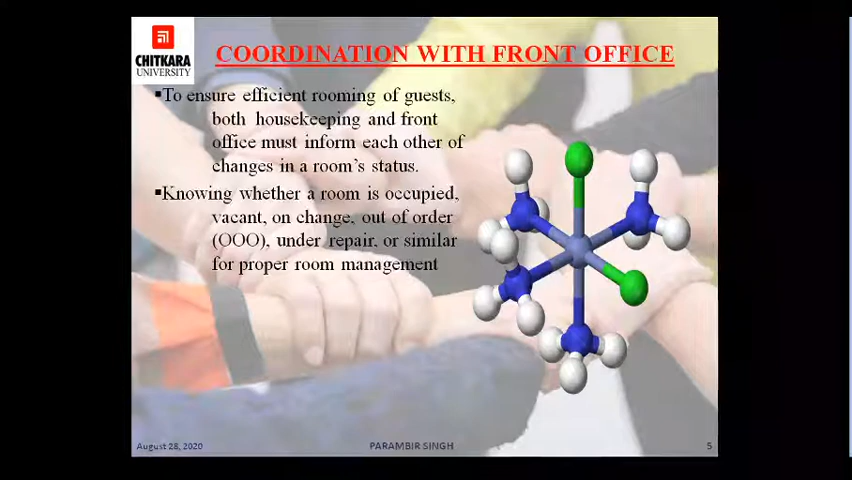 CHITKARA
UNIVERSITY
COORDINATION WITH FRONT OFFICE
▪To ensure efficient rooming of guests,
both housekeeping and front
office must inform each other of
changes in a room's status.
▪Knowing whether a room is occupied,
vacant, on change, out of order
(OOO), under repair, or similar
for proper room management
August 28, 2020
PARAMBIR SINGH
5